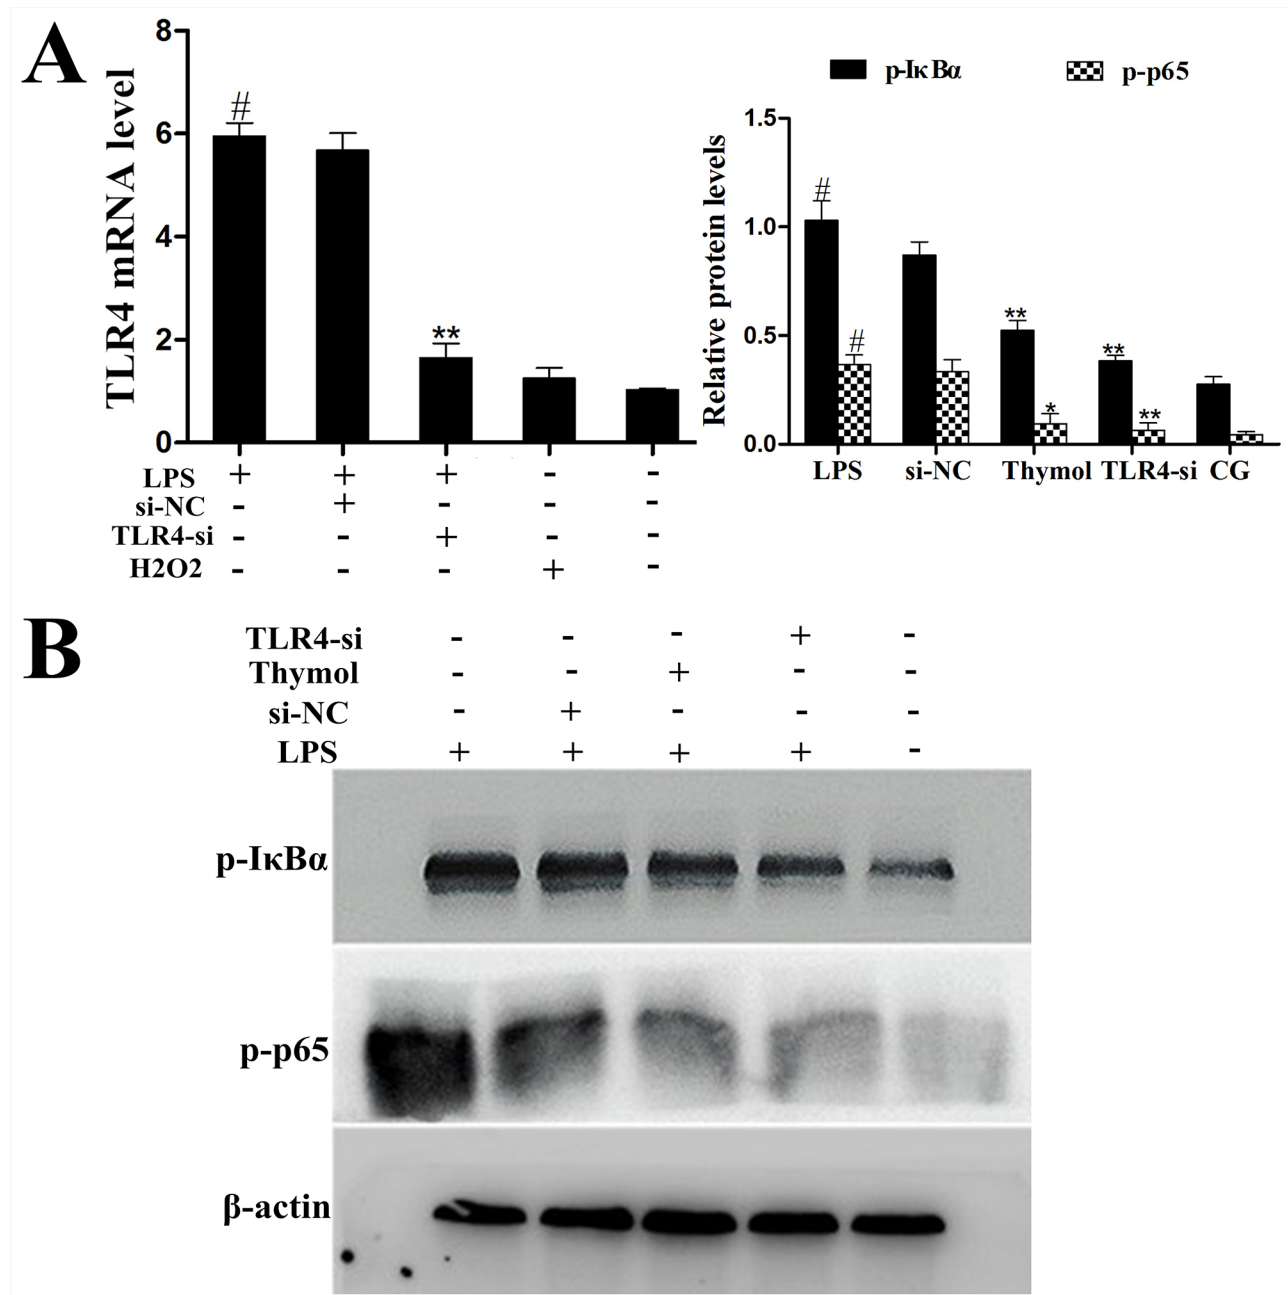 A
TLR4 mRNA level
8
6
4
2
0
#
**
LPS + + + - -
si-NC - + - - -
TLR4-si - - + - -
H2O2 - - - + -
p-IκBα
p-p65
Relative protein levels
1.5
1.0
0.5
0.0
#
#
**
*
**
**
LPS si-NC Thymol TLR4-si CG
B
TLR4-si - - - + -
Thymol - - + - -
si-NC - + - - -
LPS + + + + -
p-IκBα
p-p65
β-actin